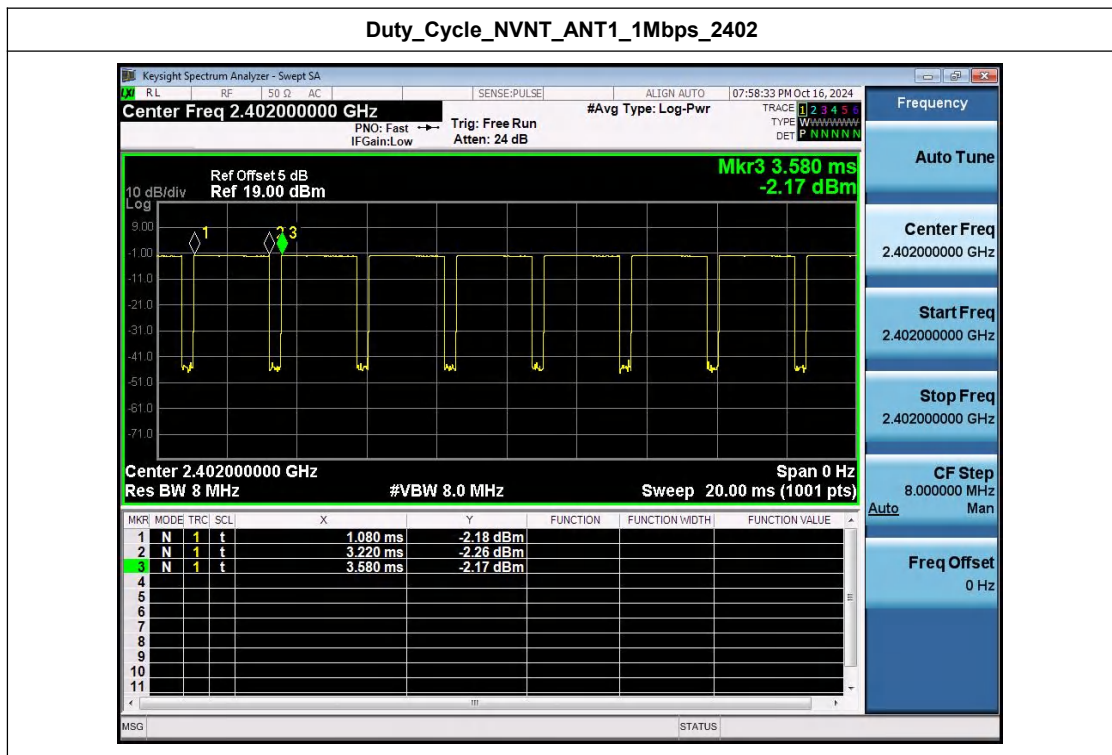 Duty_Cycle_NVNT_ANT1_1Mbps_2402
Keysight Spectrum Analyzer - Swept SA
LXI RL RF 50 Ω AC SENSE:PULSE ALIGN AUTO 07:58:33 PM Oct 16, 2024
Center Freq 2.402000000 GHz #Avg Type: Log-Pwr TRACE 1 2 3 4 5 6
PNO: Fast Trig: Free Run TYPE WWWWWW
IFGain:Low Atten: 24 dB DET P N N N N N
Frequency
Auto Tune
Center Freq
2.402000000 GHz
Start Freq
2.402000000 GHz
Stop Freq
2.402000000 GHz
CF Step
8.000000 MHz
Auto Man
Freq Offset
0 Hz
Mkr3 3.580 ms
-2.17 dBm
Ref Offset 5 dB
10 dB/div Ref 19.00 dBm
Log
9.00
-1.00
-11.0
-21.0
-31.0
-41.0
-51.0
-61.0
-71.0
1 2 3
Center 2.402000000 GHz Span 0 Hz
Res BW 8 MHz #VBW 8.0 MHz Sweep 20.00 ms (1001 pts)
MKR MODE TRC SCL X Y FUNCTION FUNCTION WIDTH FUNCTION VALUE
1 N 1 t 1.080 ms -2.18 dBm
2 N 1 t 3.220 ms -2.26 dBm
3 N 1 t 3.580 ms -2.17 dBm
4
5
6
7
8
9
10
11
MSG STATUS